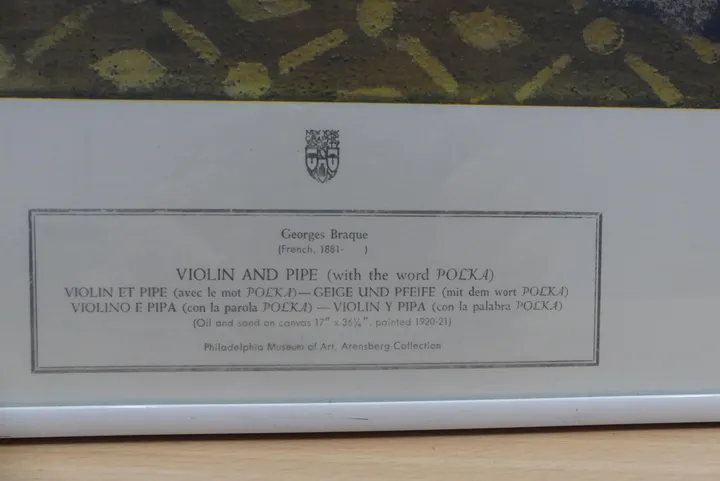 Georges Braque
(French, 1881-      )
VIOLIN AND PIPE (with the word POLKA)
VIOLIN ET PIPE (avec le mot POLKA)— GEIGE UND PFEIFE (mit dem wort POLKA)
VIOLINO E PIPA (con la parola POLKA) — VIOLIN Y PIPA (con la palabra POLKA)
(Oil and sand on canvas 17" x 36¼", painted 1920-21)
Philadelphia Museum of Art, Arensberg Collection